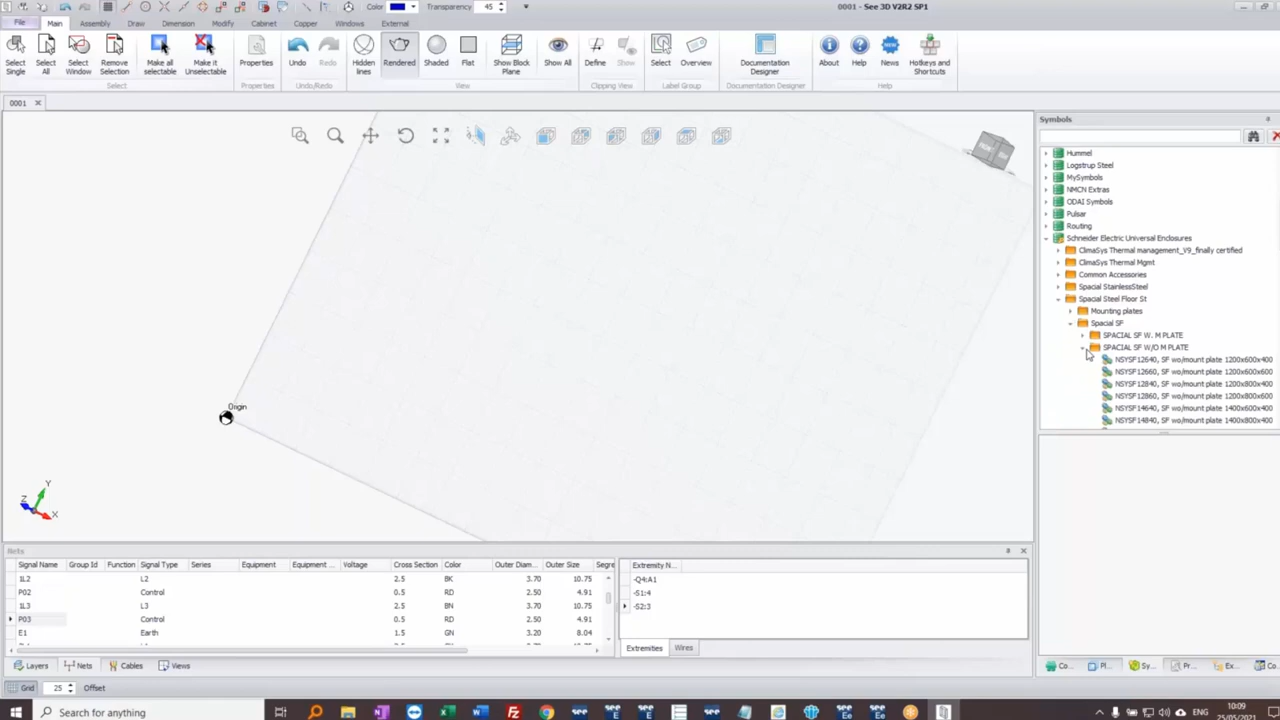 Color
Transparency 45
0001 - See 3D V2R2 SP1
File Main Assembly Draw Dimension Modify Cabinet Copper Windows External
Select Single
Select All
Select Window
Remove Selection
Make all selectable
Make it Unselectable
Properties
Undo
Redo
Hidden lines
Rendered
Shaded
Flat
Show Block Plane
Show All
Define
Show
Select
Overview
Documentation Designer
About
Help
News
Hotkeys and Shortcuts
Select Properties Undo/Redo View Clipping View Label Group Documentation Designer Help
0001
Symbols
Hummel
Logstrup Steel
MySymbols
NMCN Extras
ODAI Symbols
Pulsar
Routing
Schneider Electric Universal Enclosures
ClimaSys Thermal management_V9_finally certified
ClimaSys Thermal Mgmt
Common Accessories
Spacial StainlessSteel
Spacial Steel Floor St
Mounting plates
Spacial SF
SPACIAL SF W. M PLATE
SPACIAL SF W/O M PLATE
NSYSF12640, SF wo/mount plate 1200x600x400
NSYSF12660, SF wo/mount plate 1200x600x600
NSYSF12840, SF wo/mount plate 1200x800x400
NSYSF12860, SF wo/mount plate 1200x800x600
NSYSF14640, SF wo/mount plate 1400x600x400
NSYSF14840, SF wo/mount plate 1400x800x400
Origin
Y
Z
X
Nets
Signal Name Group Id Function Signal Type Series Equipment Equipment ... Voltage Cross Section Color Outer Diam... Outer Size Segre
1L2 L2 2.5 BK 3.70 10.75
P02 Control 0.5 RD 2.50 4.91
1L3 L3 2.5 BN 3.70 10.75
P03 Control 0.5 RD 2.50 4.91
E1 Earth 1.5 GN 3.20 8.04
Extremity N...
-Q4:A1
-S1:4
-S2:3
Extremities Wires
Layers Nets Cables Views
Co... Pl... Sy... Pr... Ex... Co...
Grid 25 Offset
Search for anything
ENG
10:09
25/05/2021